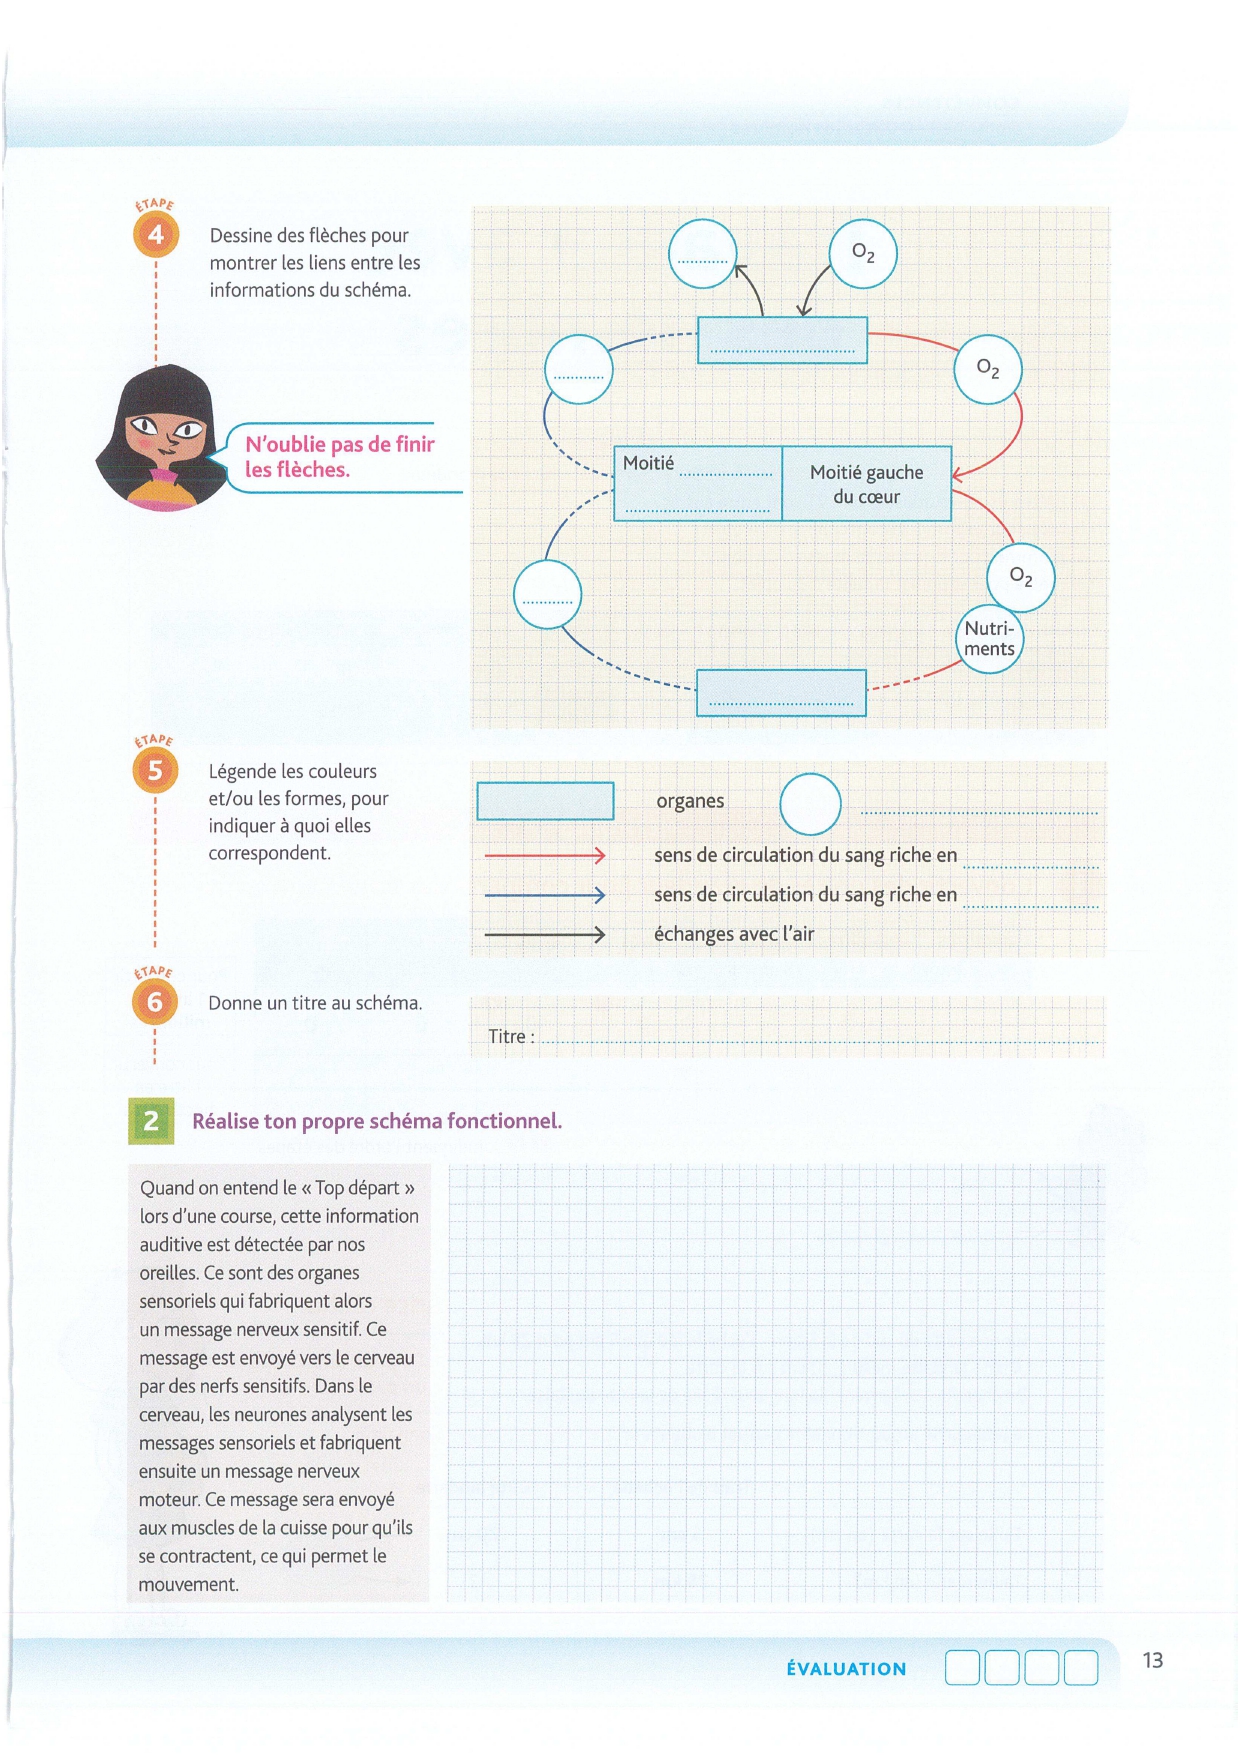 ÉTAPE
4
Dessine des flèches pour
montrer les liens entre les
informations du schéma.
N'oublie pas de finir
les flèches.
............
O₂
............
............
O₂
Moitié ............
............
Moitié gauche
du cœur
............
O₂
Nutri-
ments
............
ÉTAPE
5
Légende les couleurs
et/ou les formes, pour
indiquer à quoi elles
correspondent.
organes
............
sens de circulation du sang riche en ............
sens de circulation du sang riche en ............
échanges avec l'air
ÉTAPE
6
Donne un titre au schéma.
Titre : ............
2
Réalise ton propre schéma fonctionnel.
Quand on entend le « Top départ »
lors d'une course, cette information
auditive est détectée par nos
oreilles. Ce sont des organes
sensoriels qui fabriquent alors
un message nerveux sensitif. Ce
message est envoyé vers le cerveau
par des nerfs sensitifs. Dans le
cerveau, les neurones analysent les
messages sensoriels et fabriquent
ensuite un message nerveux
moteur. Ce message sera envoyé
aux muscles de la cuisse pour qu'ils
se contractent, ce qui permet le
mouvement.
ÉVALUATION
13